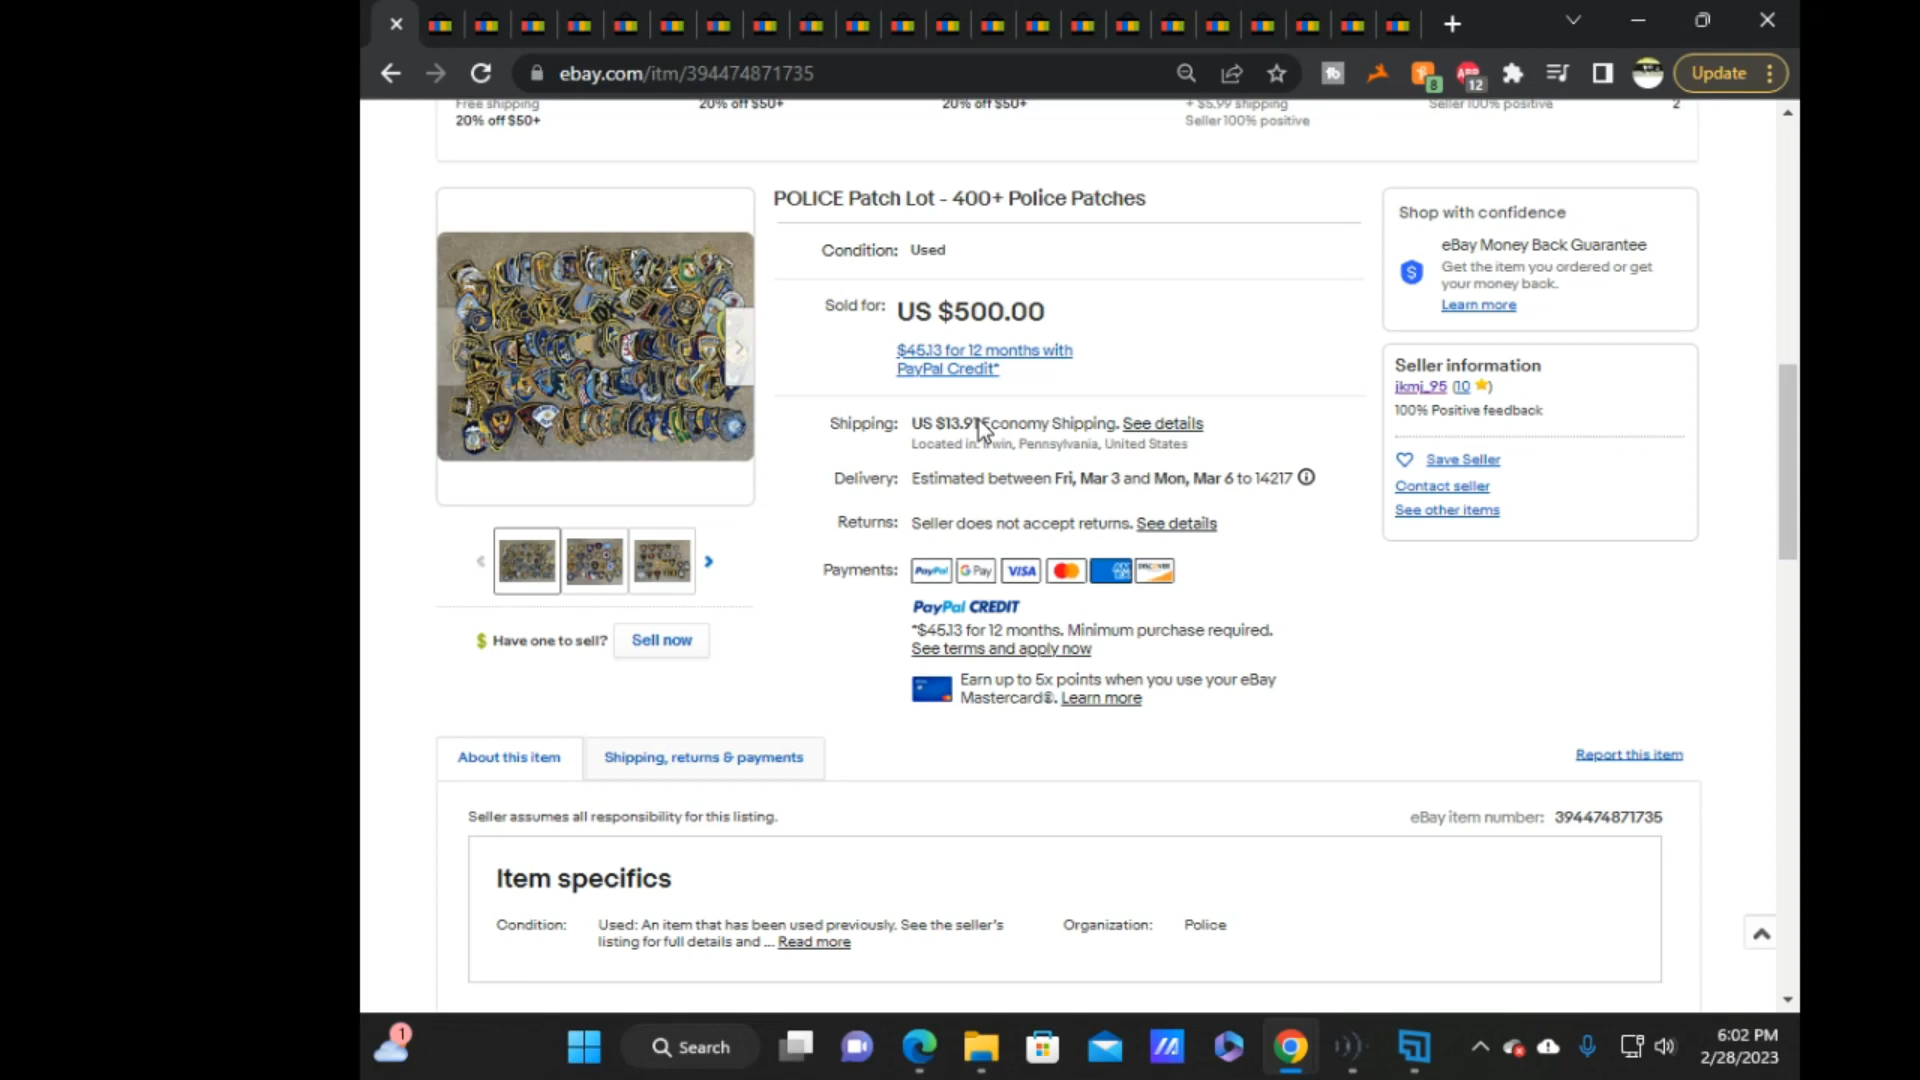 ebay.com/itm/394474871735
8
12
Update
Free shipping
20% off $50+
20% off $50+
20% off $50+
+ $5.99 shipping
Seller 100% positive
Seller 100% positive
2
POLICE Patch Lot - 400+ Police Patches
Condition: Used
Sold for: US $500.00
$45.13 for 12 months with
PayPal Credit*
Shipping: US $13.91 Economy Shipping. See details
Located in: Irwin, Pennsylvania, United States
Delivery: Estimated between Fri, Mar 3 and Mon, Mar 6 to 14217
Returns: Seller does not accept returns. See details
Payments: PayPal G Pay VISA DISCOVER
PayPal CREDIT
*$45.13 for 12 months. Minimum purchase required.
See terms and apply now
Earn up to 5x points when you use your eBay
Mastercard®. Learn more
Shop with confidence
eBay Money Back Guarantee
Get the item you ordered or get
your money back.
Learn more
Seller information
jkmj_95 (10)
100% Positive feedback
Save Seller
Contact seller
See other items
$ Have one to sell? Sell now
About this item
Shipping, returns & payments
Report this item
Seller assumes all responsibility for this listing.
eBay item number: 394474871735
Item specifics
Condition: Used: An item that has been used previously. See the seller's
listing for full details and ... Read more
Organization: Police
1
Search
6:02 PM
2/28/2023